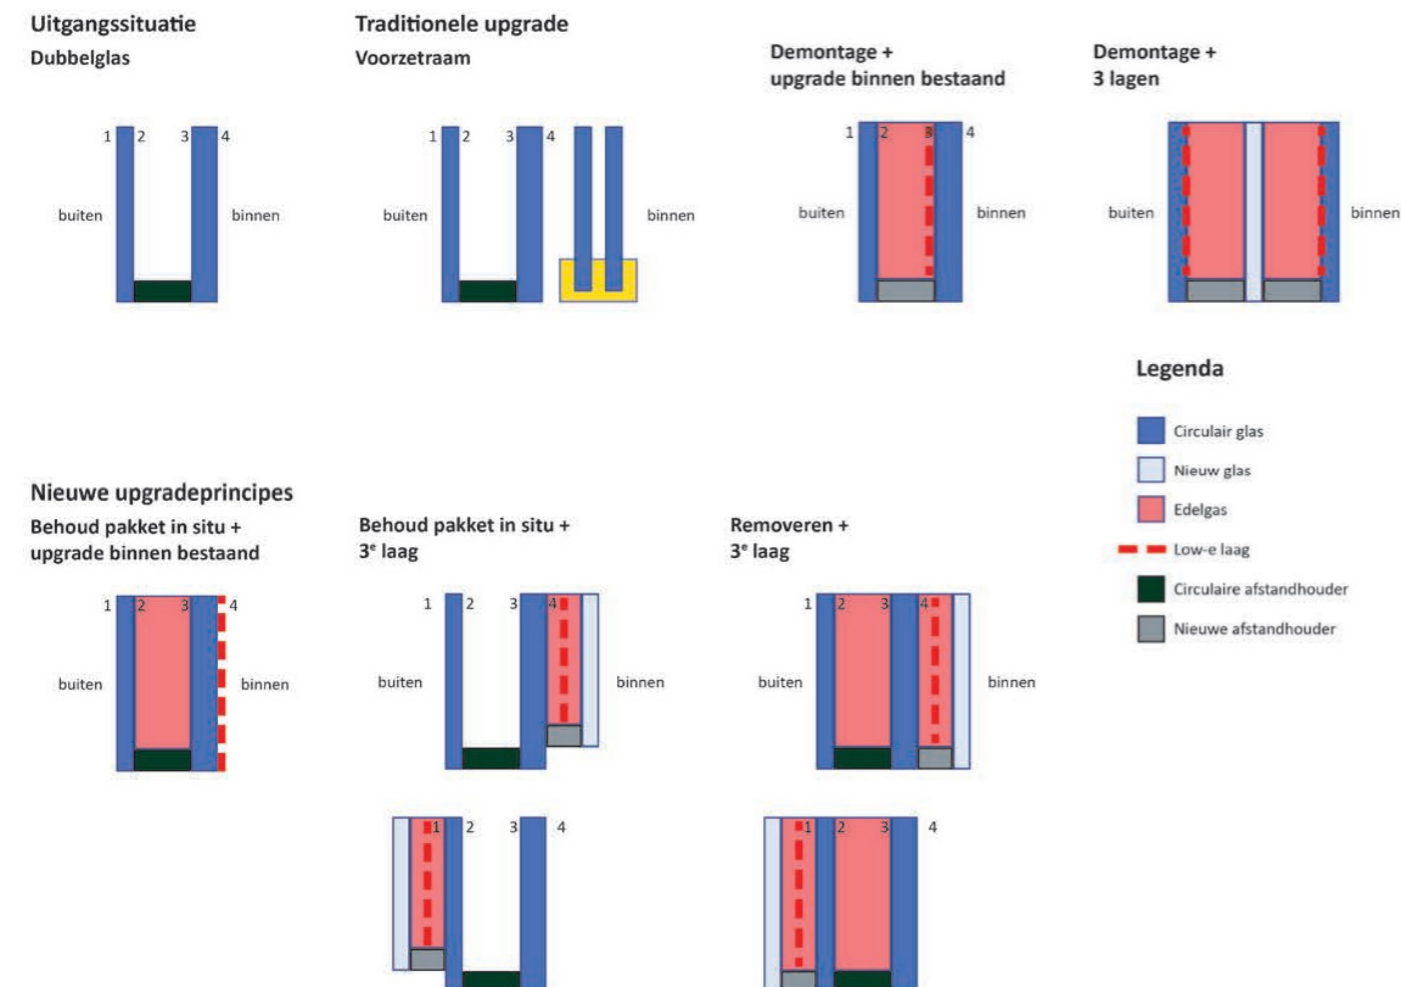 Uitgangssituatie
Dubbelglas
1 2 3 4
buiten binnen
Traditionele upgrade
Voorzetraam
1 2 3 4
buiten binnen
Demontage +
upgrade binnen bestaand
1 2 3 4
buiten binnen
Demontage +
3 lagen
buiten binnen
Legenda
Circulair glas
Nieuw glas
Edelgas
Low-e laag
Circulaire afstandhouder
Nieuwe afstandhouder
Nieuwe upgradeprincipes
Behoud pakket in situ +
upgrade binnen bestaand
1 2 3 4
buiten binnen
Behoud pakket in situ +
3e laag
1 2 3 4
buiten binnen
1 2 3 4
Removeren +
3e laag
1 2 3 4
buiten binnen
1 2 3 4